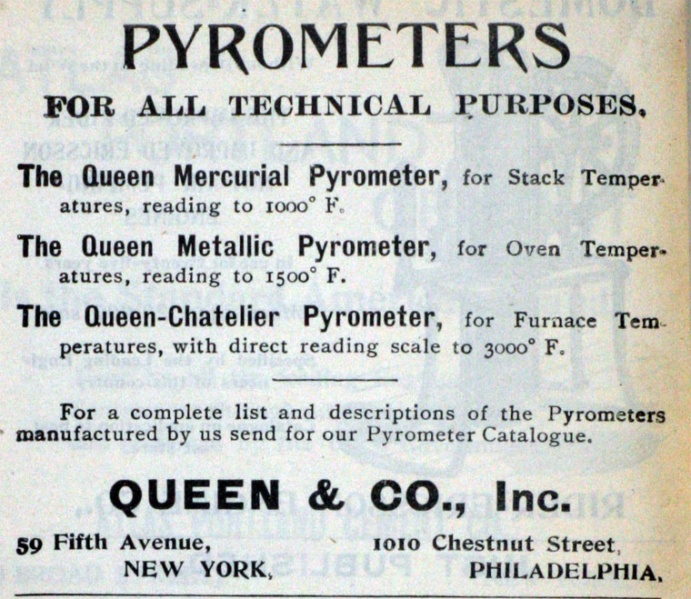 PYROMETERS
FOR ALL TECHNICAL PURPOSES.
The Queen Mercurial Pyrometer, for Stack Temper-
atures, reading to 1000° F.
The Queen Metallic Pyrometer, for Oven Temper-
atures, reading to 1500° F.
The Queen-Chatelier Pyrometer, for Furnace Tem-
peratures, with direct reading scale to 3000° F.
For a complete list and descriptions of the Pyrometers
manufactured by us send for our Pyrometer Catalogue.
QUEEN & CO., Inc.
59 Fifth Avenue, 1010 Chestnut Street,
NEW YORK, PHILADELPHIA.